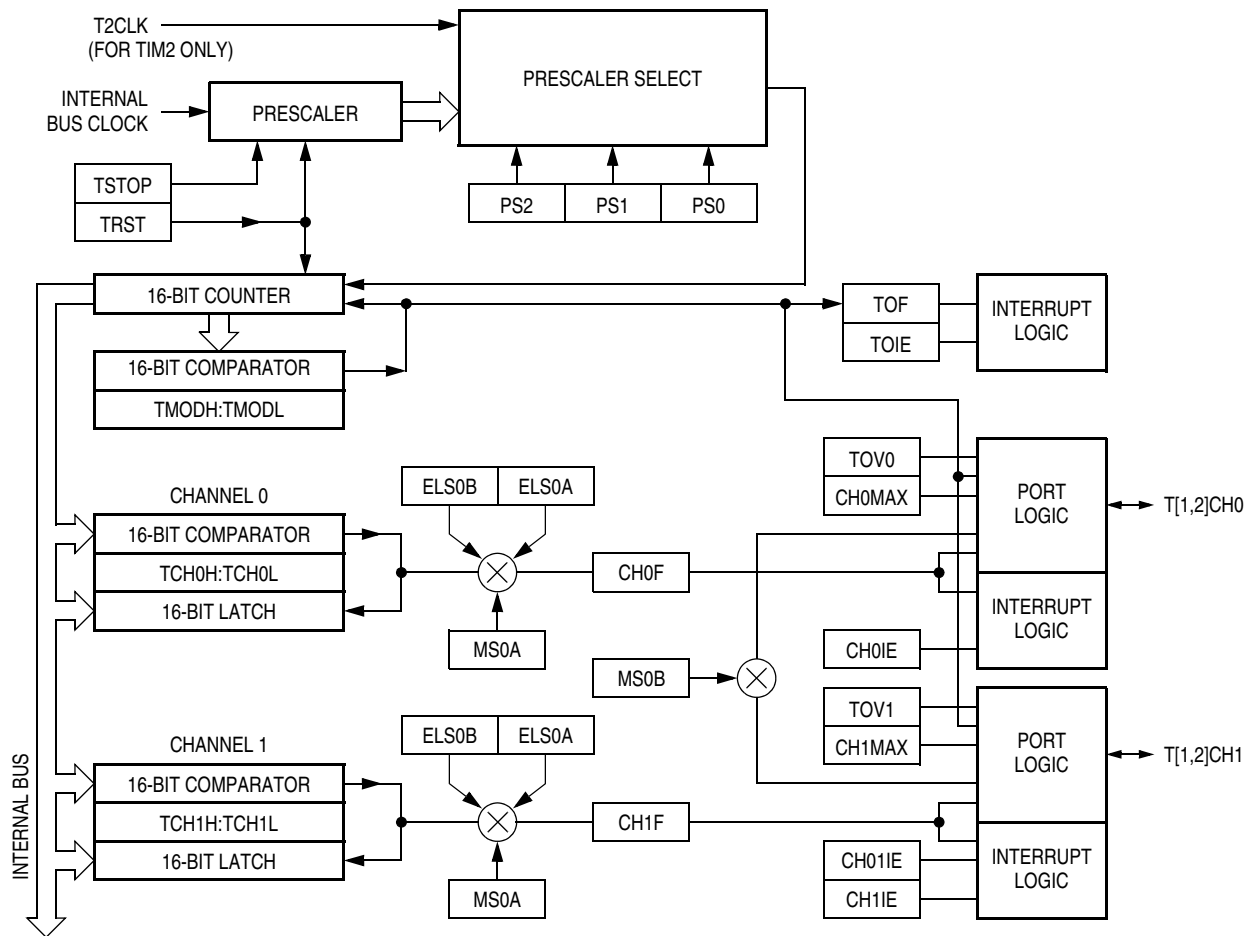 T2CLK
(FOR TIM2 ONLY)
PRESCALER SELECT
INTERNAL
BUS CLOCK
PRESCALER
TSTOP
TRST
PS2
PS1
PS0
16-BIT COUNTER
TOF
TOIE
INTERRUPT
LOGIC
16-BIT COMPARATOR
TMODH:TMODL
CHANNEL 0
ELS0B
ELS0A
TOV0
CH0MAX
PORT
LOGIC
T[1,2]CH0
16-BIT COMPARATOR
TCH0H:TCH0L
16-BIT LATCH
CH0F
MS0A
INTERRUPT
LOGIC
CH0IE
MS0B
CHANNEL 1
ELS0B
ELS0A
TOV1
CH1MAX
PORT
LOGIC
T[1,2]CH1
16-BIT COMPARATOR
TCH1H:TCH1L
16-BIT LATCH
CH1F
MS0A
CH01IE
CH1IE
INTERRUPT
LOGIC
INTERNAL BUS